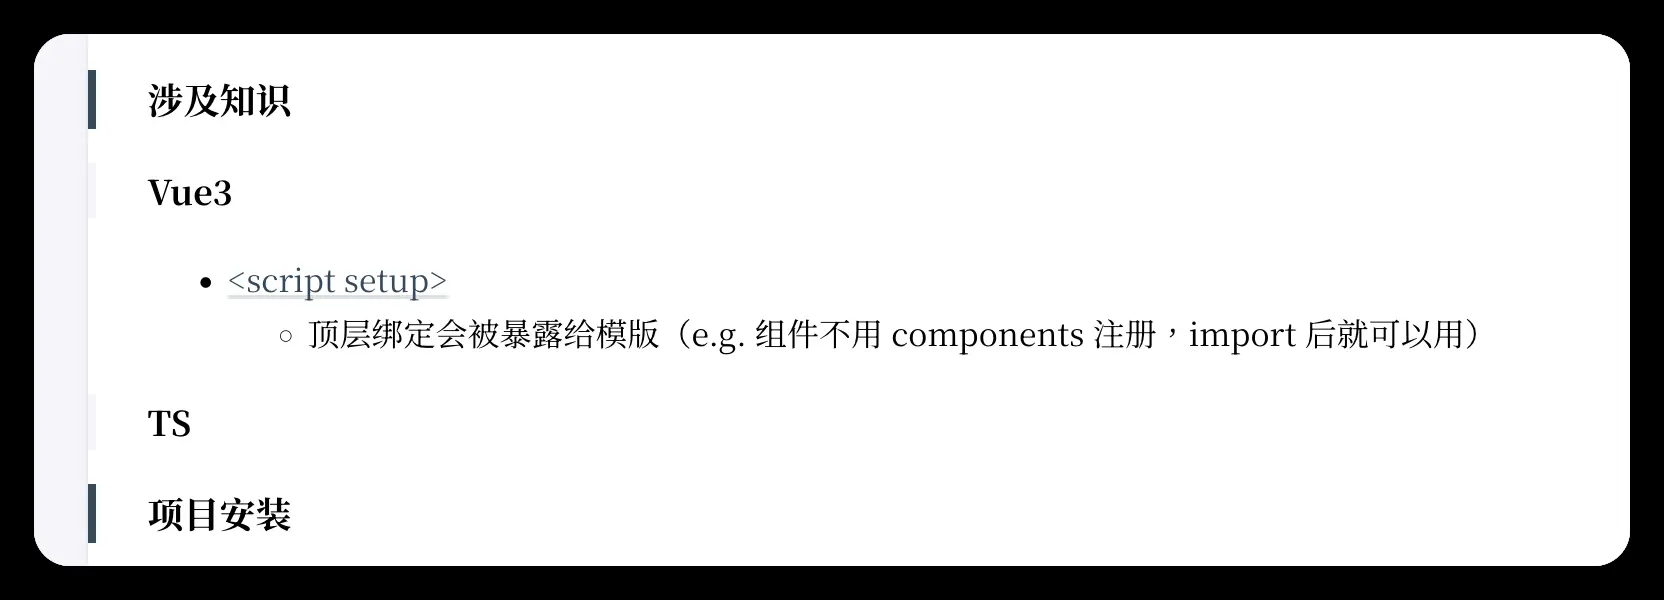 涉及知识
Vue3
<script setup>
顶层绑定会被暴露给模版（e.g. 组件不用 components 注册，import 后就可以用）
TS
项目安装